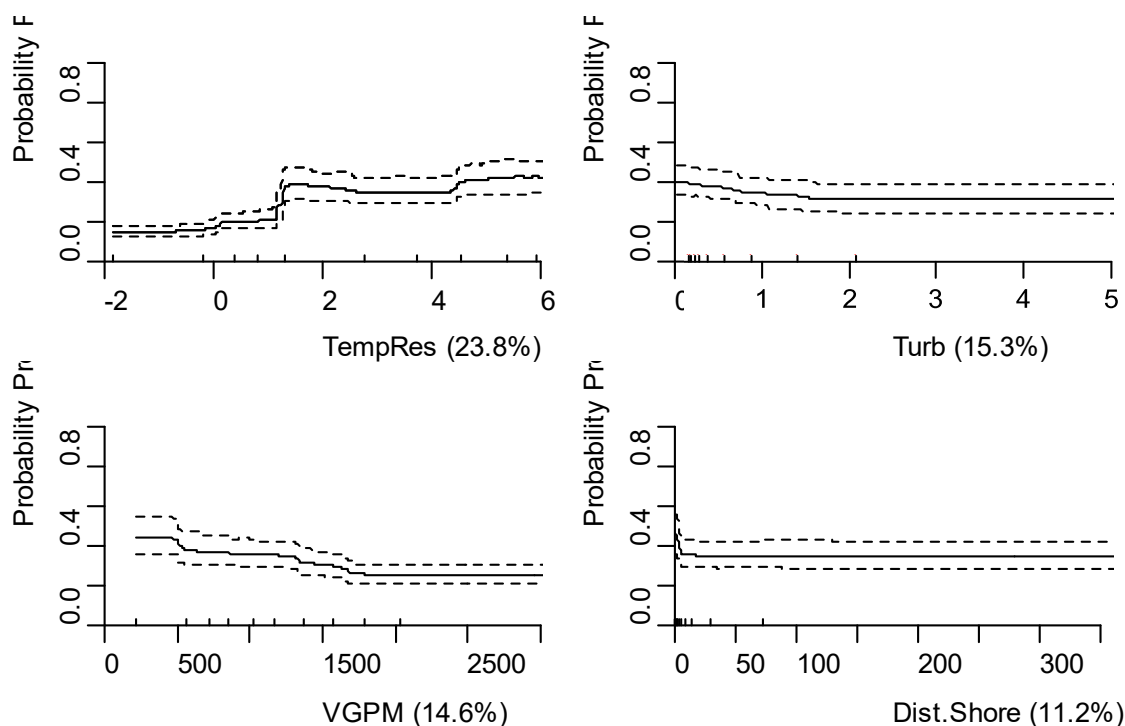 Probability
0.8
0.4
0.0
-2 0 2 4 6
TempRes (23.8%)
Probability
0.8
0.4
0.0
0 1 2 3 4 5
Turb (15.3%)
Probability
0.8
0.4
0.0
0 500 1500 2500
VGPM (14.6%)
Probability
0.8
0.4
0.0
0 50 100 200 300
Dist.Shore (11.2%)